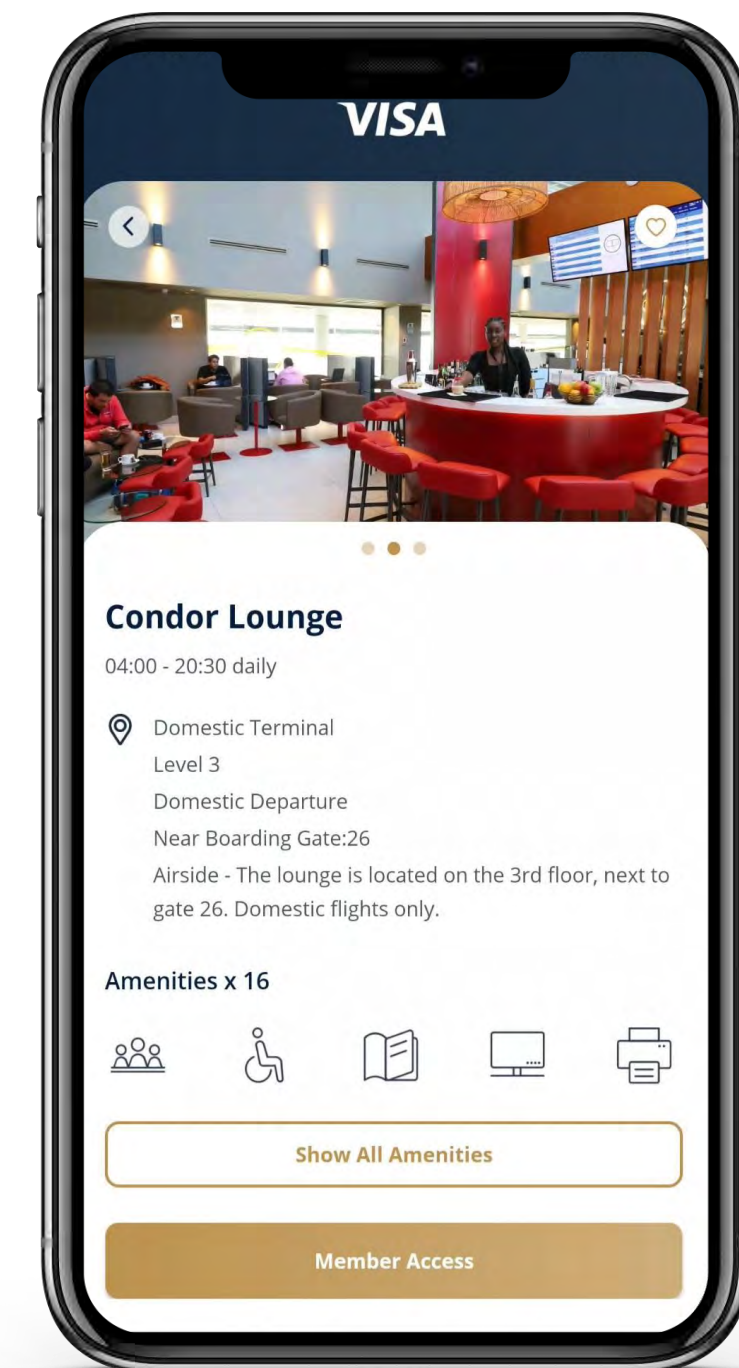 VISA
Condor Lounge
04:00 - 20:30 daily
Domestic Terminal
Level 3
Domestic Departure
Near Boarding Gate:26
Airside - The lounge is located on the 3rd floor, next to
gate 26. Domestic flights only.
Amenities x 16
Show All Amenities
Member Access